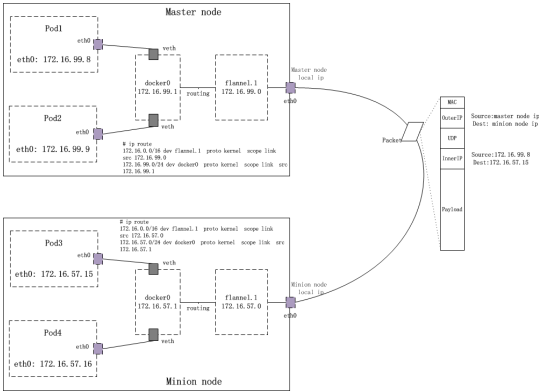 Master node
Pod1
eth0
eth0: 172.16.99.8
veth
docker0
172.16.99.1
routing
flannel.1
172.16.99.0
Master node
local ip
eth0
Pod2
eth0
eth0: 172.16.99.9
veth
# ip route
172.16.0.0/16 dev flannel.1 proto kernel scope link
src 172.16.99.0
172.16.99.0/24 dev docker0 proto kernel scope link src
172.16.99.1
Packet
MAC
OuterIP
Source:master node ip
Dest: minion node ip
UDP
InnerIP
Source:172.16.99.8
Dest:172.16.57.15
Payload
# ip route
172.16.0.0/16 dev flannel.1 proto kernel scope link
src 172.16.57.0
172.16.57.0/24 dev docker0 proto kernel scope link src
172.16.57.1
Pod3
eth0
eth0: 172.16.57.15
veth
docker0
172.16.57.1
routing
flannel.1
172.16.57.0
Minion node
local ip
eth0
Pod4
eth0
eth0: 172.16.57.16
veth
Minion node